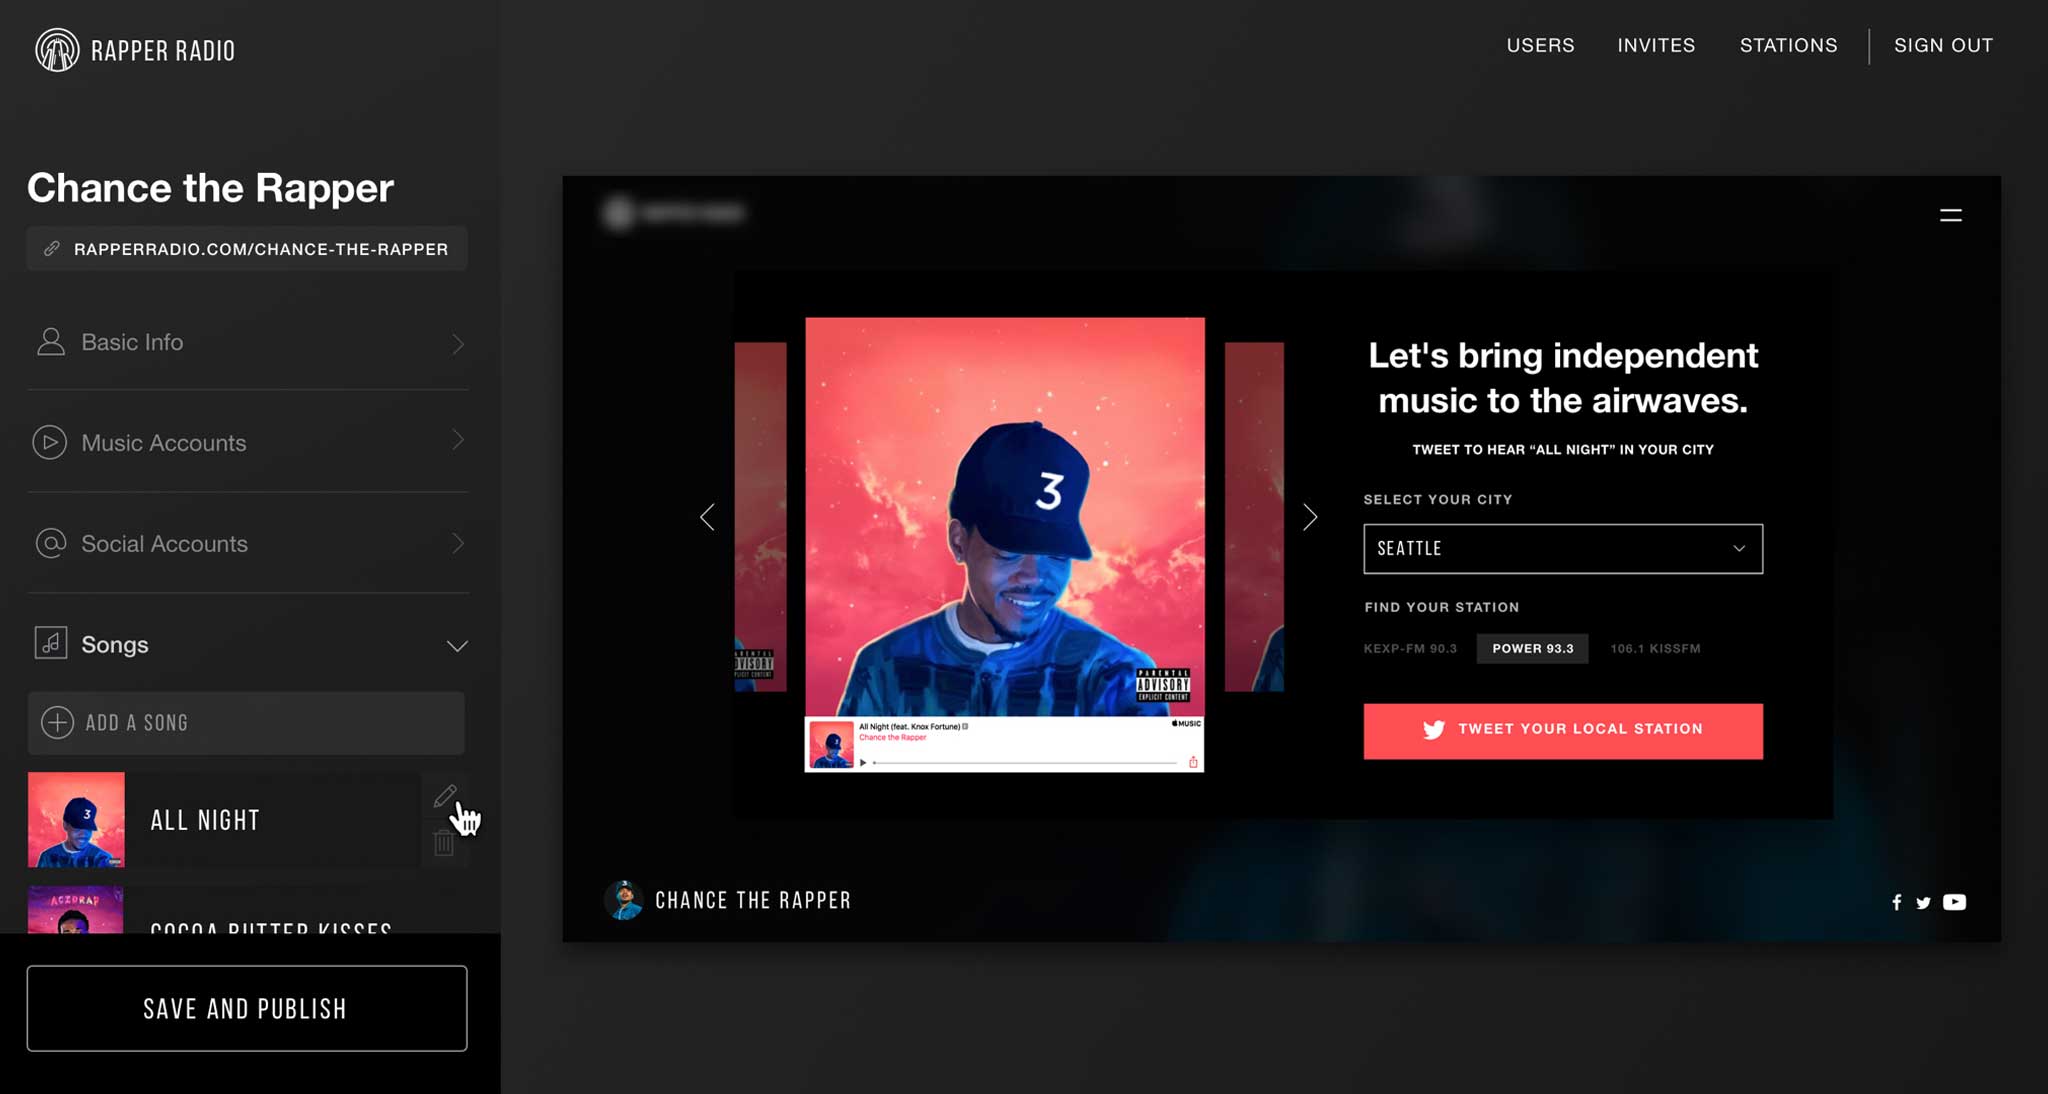 RAPPER RADIO
USERS
INVITES
STATIONS
SIGN OUT
Chance the Rapper
RAPPERRADIO.COM/CHANCE-THE-RAPPER
Basic Info
Music Accounts
Social Accounts
Songs
ADD A SONG
3
ALL NIGHT
ACIDRAP
COCOA BUTTER KISSES
SAVE AND PUBLISH
3
PARENTAL
ADVISORY
EXPLICIT CONTENT
All Night (feat. Knox Fortune)
MUSIC
Chance the Rapper
Let's bring independent
music to the airwaves.
TWEET TO HEAR “ALL NIGHT” IN YOUR CITY
SELECT YOUR CITY
SEATTLE
FIND YOUR STATION
KEXP-FM 90.3
POWER 93.3
106.1 KISSFM
TWEET YOUR LOCAL STATION
CHANCE THE RAPPER